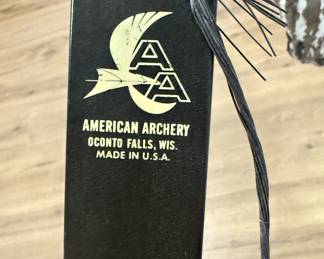 AA
AMERICAN ARCHERY
OCONTO FALLS, WIS.
MADE IN U.S.A.